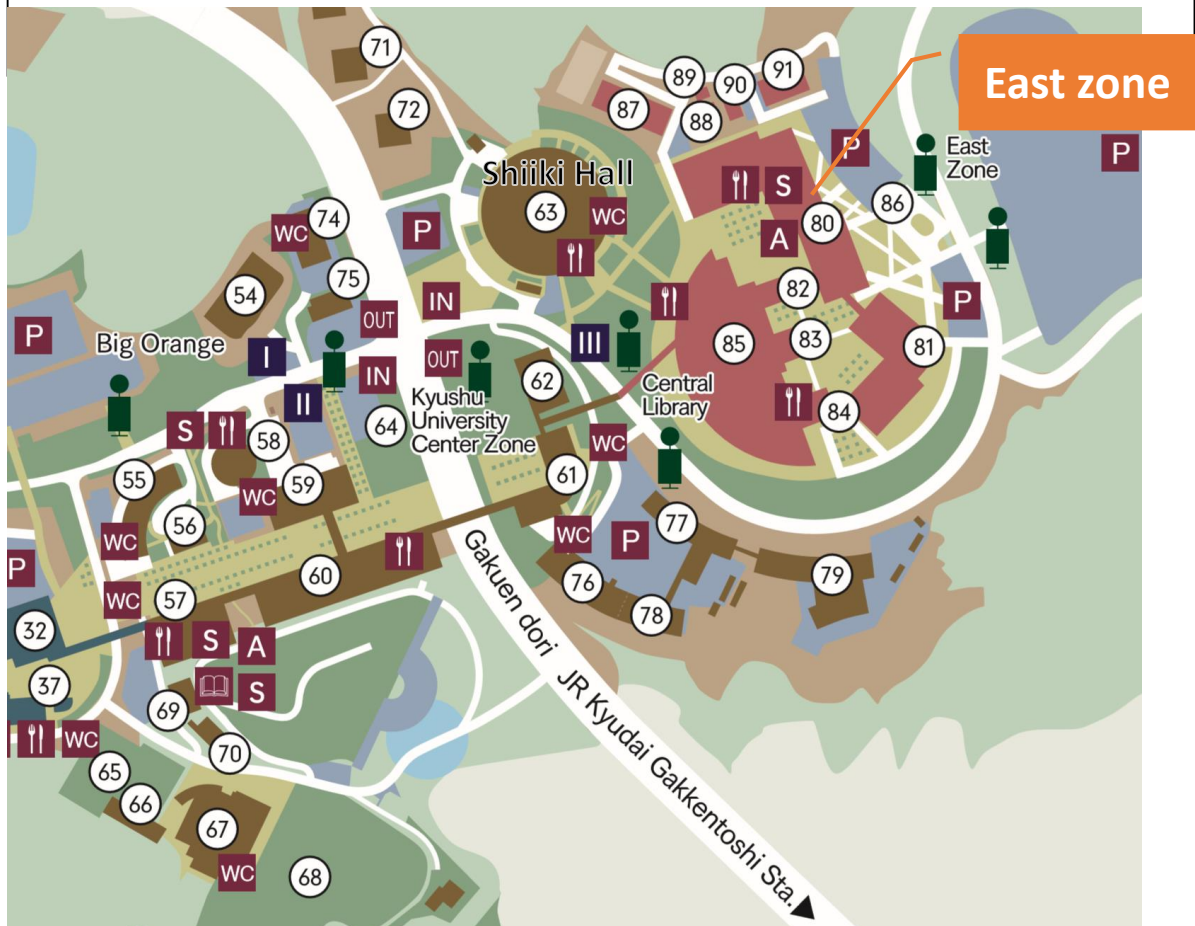 71
72
89
90
91
East zone
87
88
P
East
Zone
P
Shiiki Hall
S
63
WC
80
86
74
WC
P
A
54
75
IN
82
P
P
OUT
Big Orange
I
III
85
83
81
OUT
IN
62
Central
Library
II
64
Kyushu
University
Center Zone
84
S
58
WC
55
59
61
WC
56
77
WC
WC
P
P
60
76
79
WC
57
Gakuen dori
78
32
S
A
37
S
69
JR Kyudai Gakkentoshi Sta.
WC
70
65
66
67
WC
68